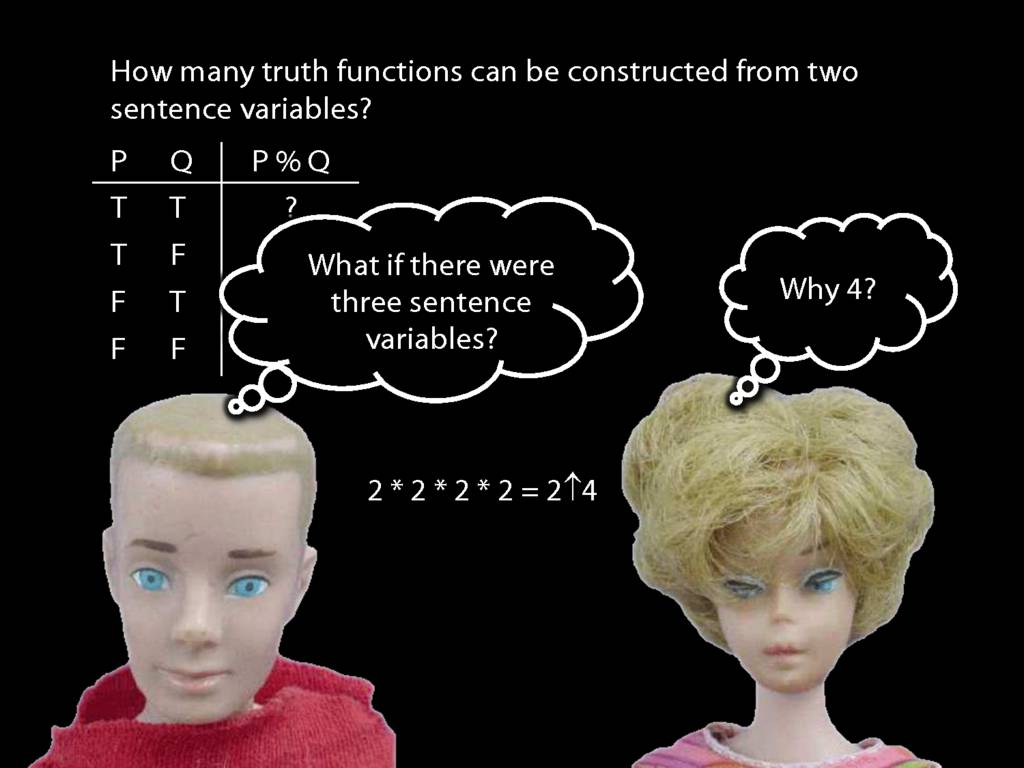 How many truth functions can be constructed from two
sentence variables?
P Q P % Q
T T ?
T F
F T
F F
What if there were
three sentence
variables?
Why 4?
2 * 2 * 2 * 2 = 2↑4